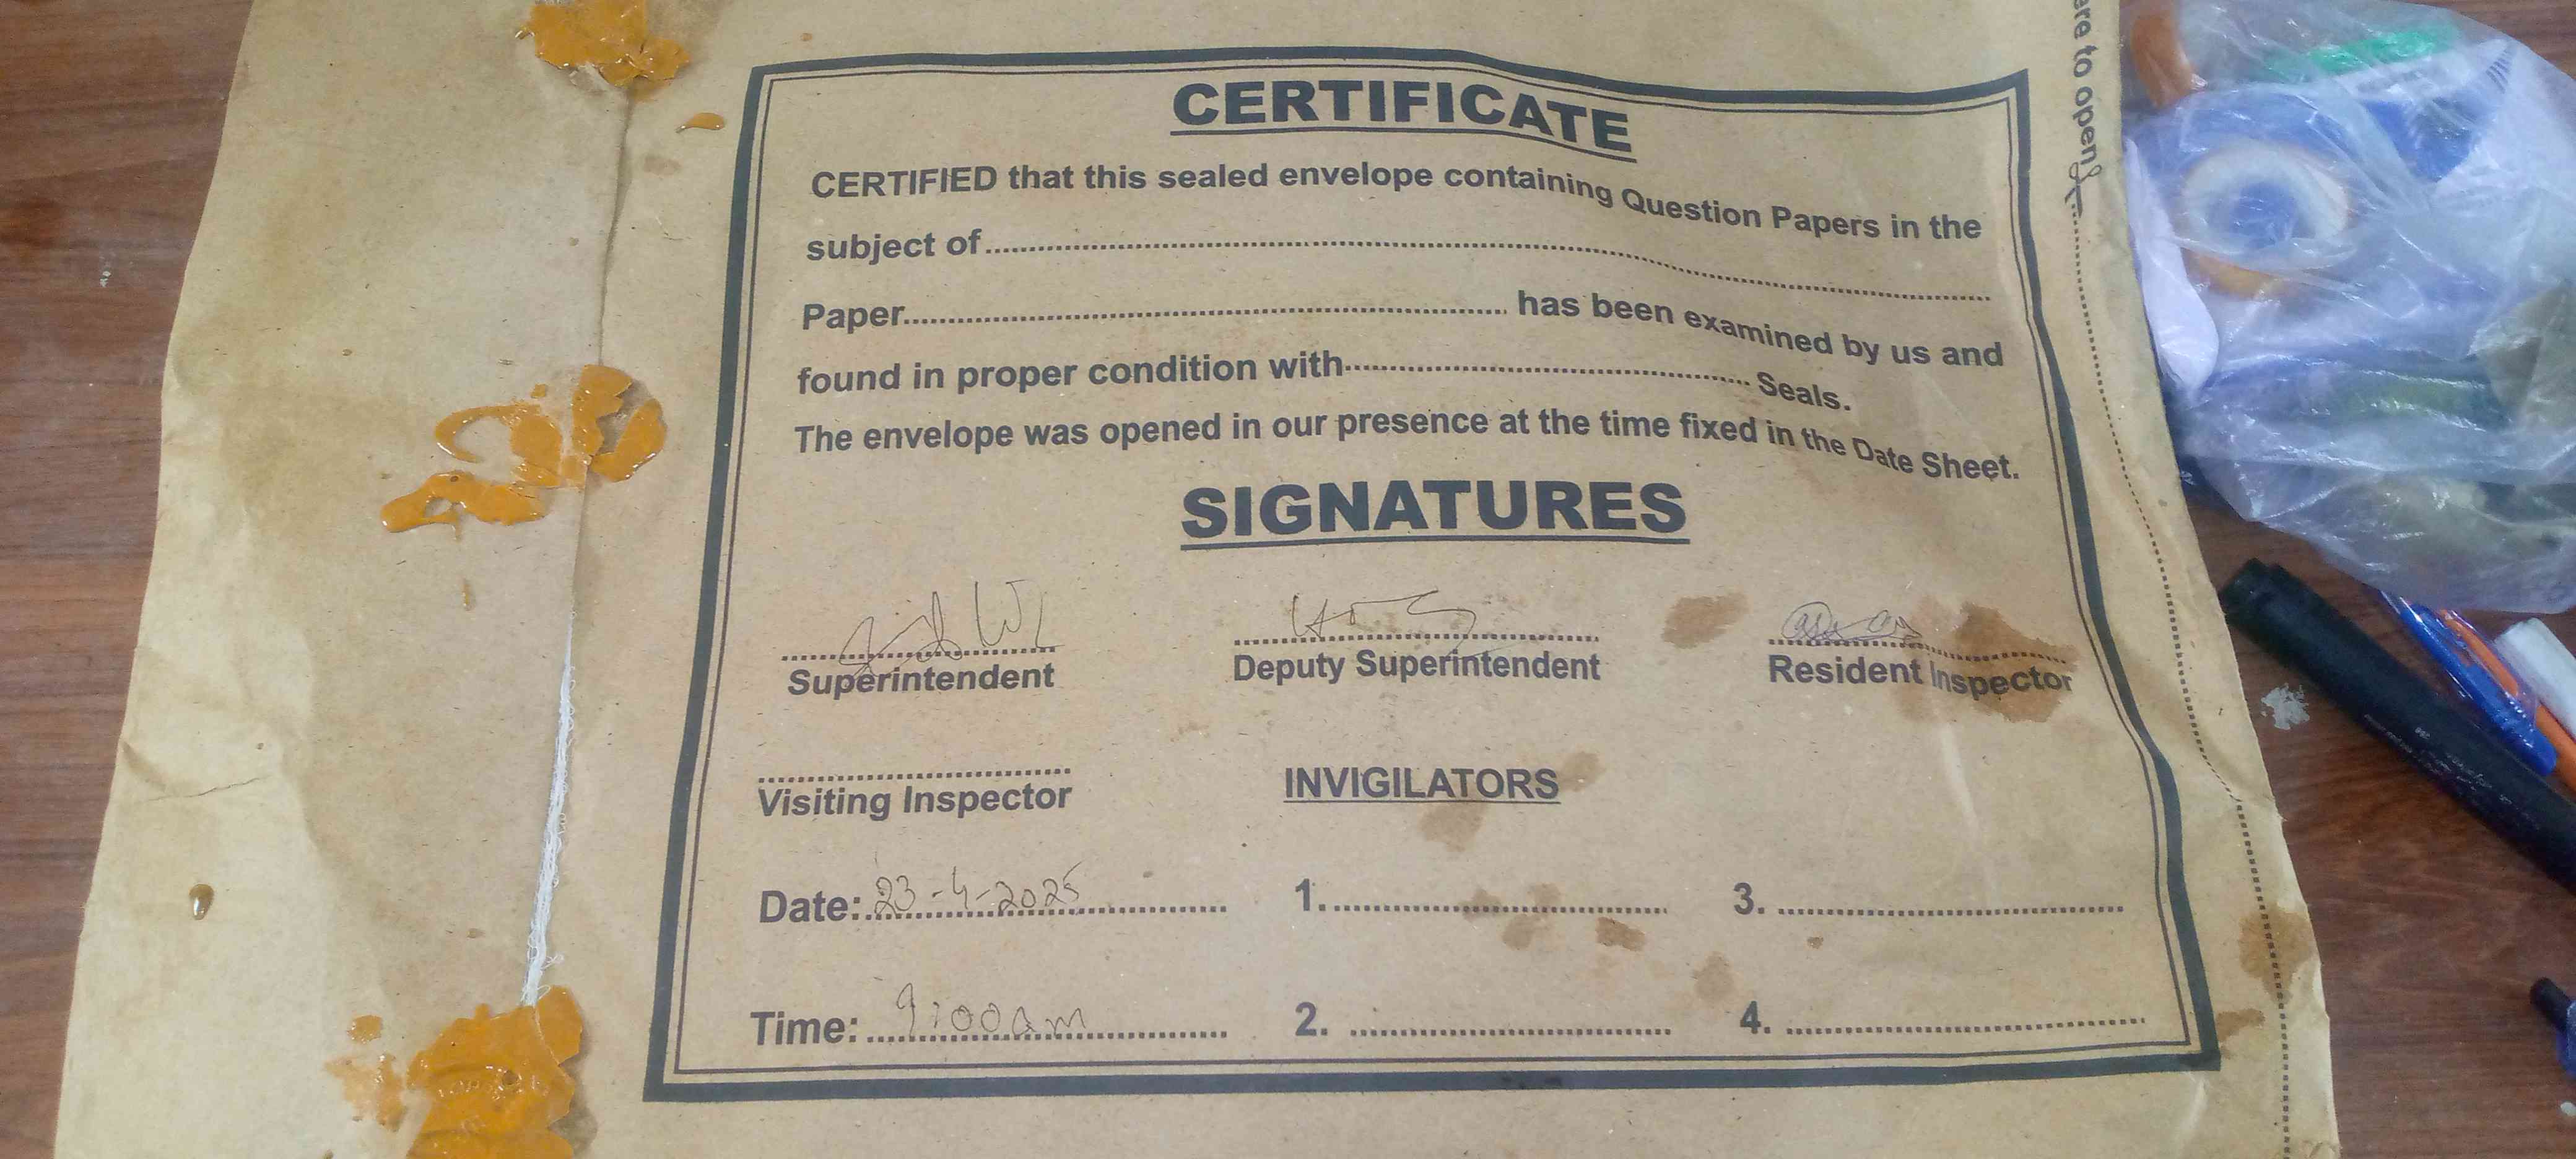 ere to open
CERTIFICATE
CERTIFIED that this sealed envelope containing Question Papers in the
subject of
Paper has been examined by us and
found in proper condition with Seals.
The envelope was opened in our presence at the time fixed in the Date Sheet.
SIGNATURES
Superintendent Deputy Superintendent Resident Inspector
Visiting Inspector INVIGILATORS
Date: 23-4-2025 1. 3.
Time: 9:00am 2. 4.